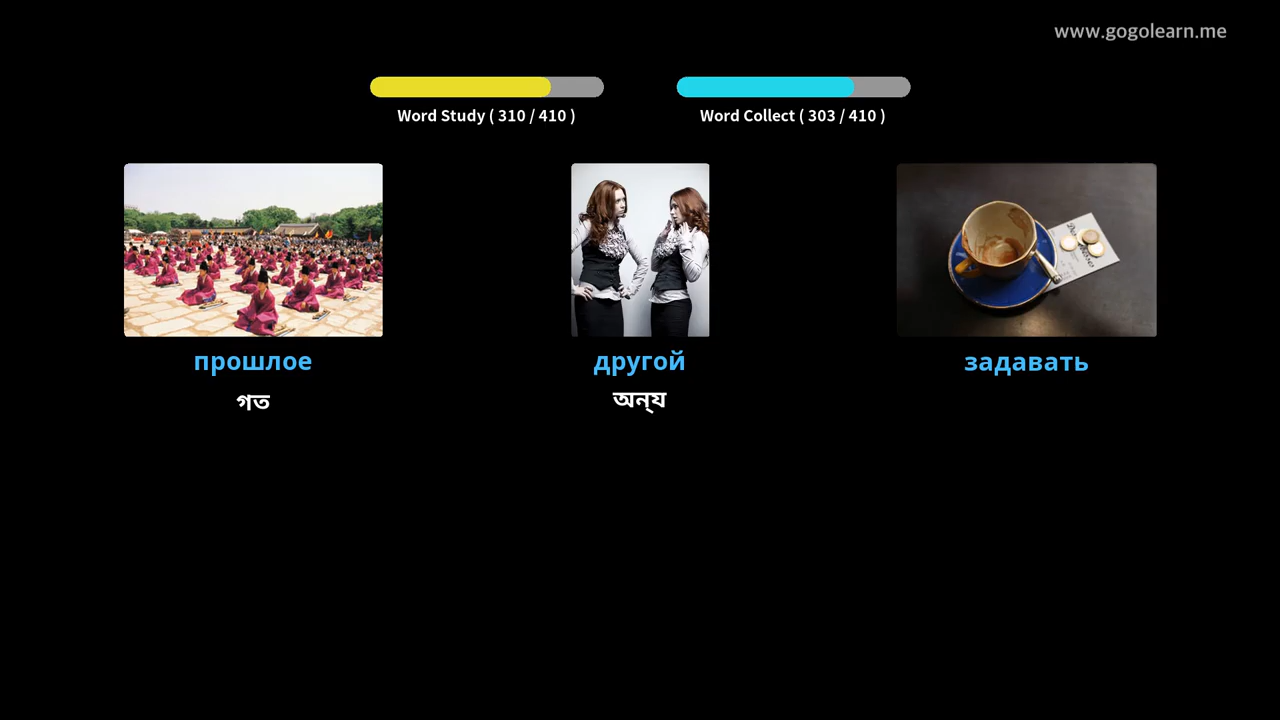 www.gogolearn.me
Word Study ( 310 / 410 )
Word Collect ( 303 / 410 )
прошлое
другой
задавать
গত
অন্য